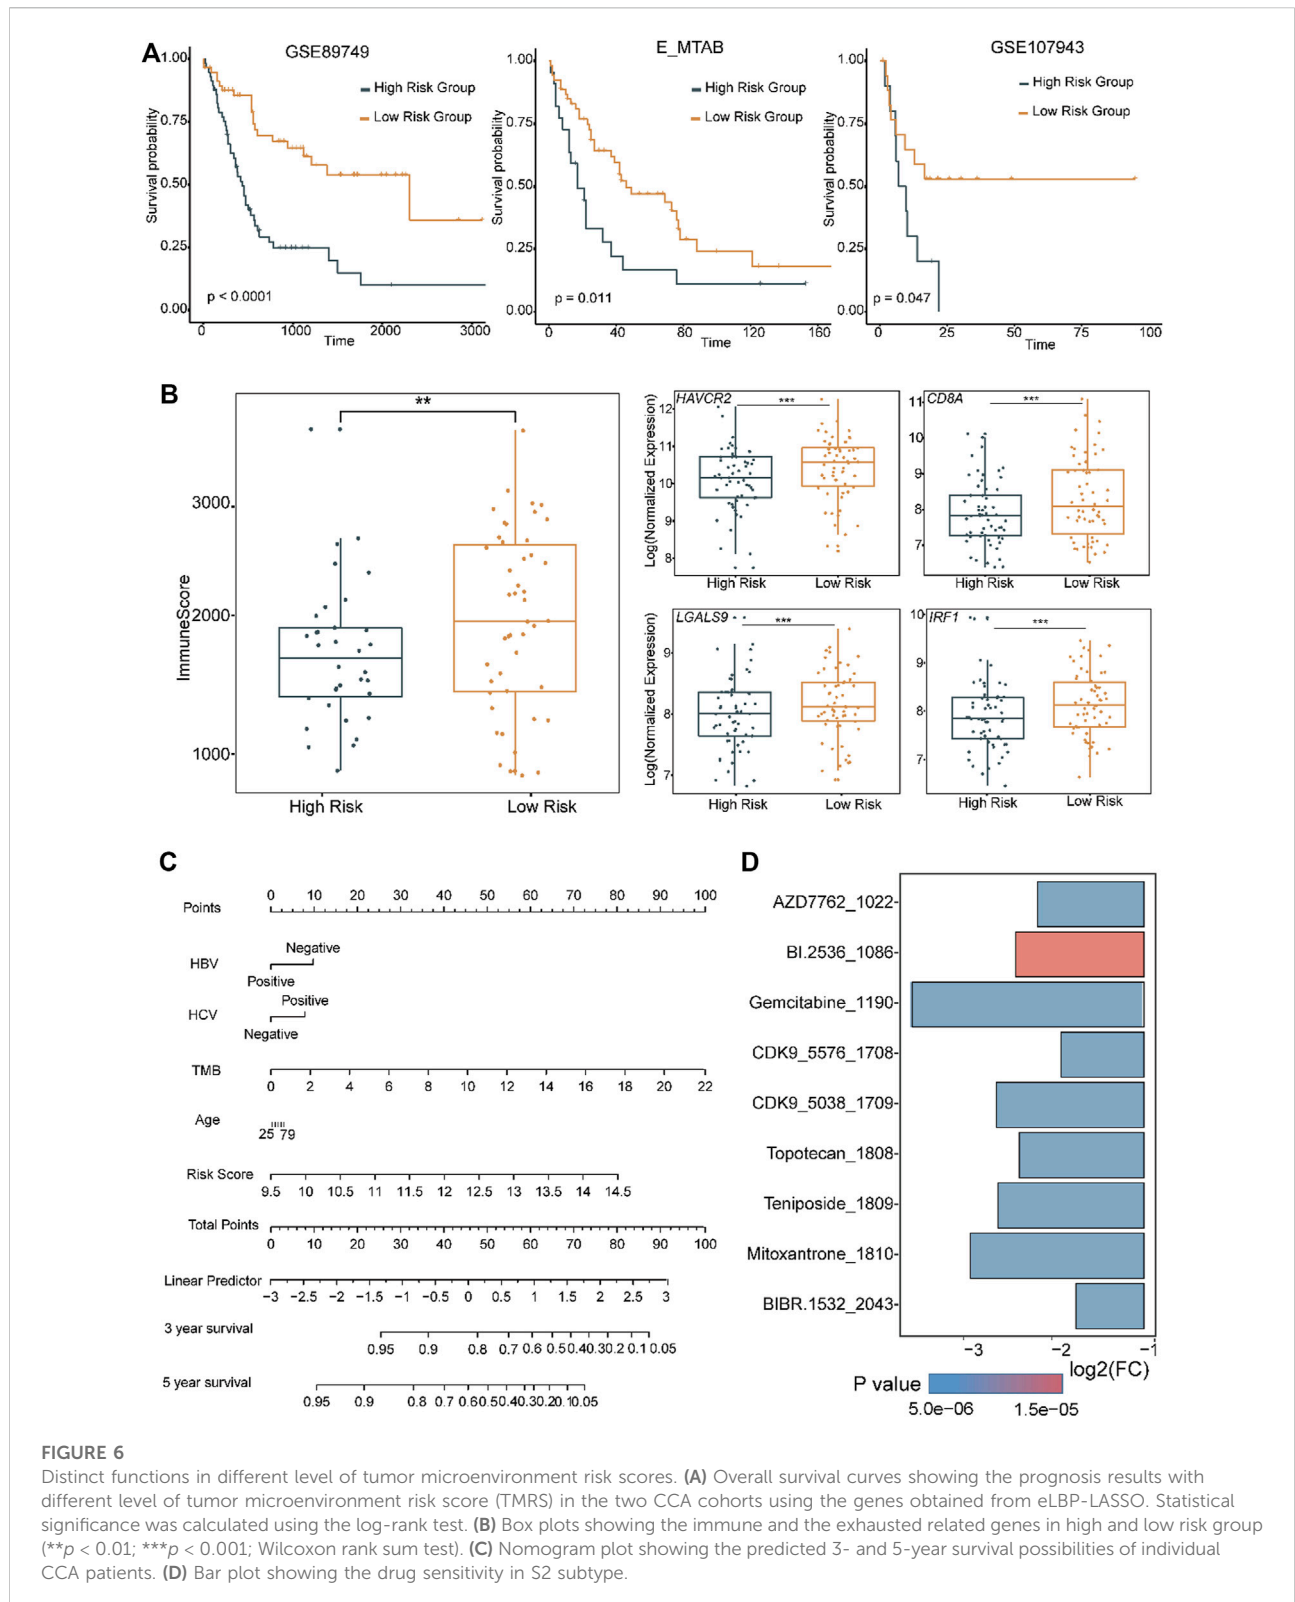 A
GSE89749
High Risk Group
Low Risk Group
Survival probability
1.00
0.75
0.50
0.25
0.00
p < 0.0001
0 1000 2000 3000
Time
E_MTAB
High Risk Group
Low Risk Group
Survival probability
1.00
0.75
0.50
0.25
0.00
p = 0.011
0 40 80 120 160
Time
GSE107943
High Risk Group
Low Risk Group
Survival probability
1.00
0.75
0.50
0.25
0.00
p = 0.047
0 25 50 75 100
Time
B
**
ImmuneScore
3000
2000
1000
High Risk Low Risk
HAVCR2
***
Log(Normalized Expression)
12
11
10
9
8
High Risk Low Risk
CD8A
***
11
10
9
8
7
High Risk Low Risk
LGALS9
***
Log(Normalized Expression)
9
8
7
High Risk Low Risk
IRF1
***
10
9
8
7
High Risk Low Risk
C
Points
0 10 20 30 40 50 60 70 80 90 100
HBV
Negative
Positive
HCV
Positive
Negative
TMB
0 2 4 6 8 10 12 14 16 18 20 22
Age
25 79
Risk Score
9.5 10 10.5 11 11.5 12 12.5 13 13.5 14 14.5
Total Points
0 10 20 30 40 50 60 70 80 90 100
Linear Predictor
−3 −2.5 −2 −1.5 −1 −0.5 0 0.5 1 1.5 2 2.5 3
3 year survival
0.95 0.9 0.8 0.7 0.6 0.5 0.4 0.3 0.2 0.1 0.05
5 year survival
0.95 0.9 0.8 0.7 0.6 0.5 0.4 0.3 0.2 0.1 0.05
D
AZD7762_1022
BI.2536_1086
Gemcitabine_1190
CDK9_5576_1708
CDK9_5038_1709
Topotecan_1808
Teniposide_1809
Mitoxantrone_1810
BIBR.1532_2043
−3 −2 −1
log2(FC)
P value
5.0e−06 1.5e−05
FIGURE 6
Distinct functions in different level of tumor microenvironment risk scores. (A) Overall survival curves showing the prognosis results with
different level of tumor microenvironment risk score (TMRS) in the two CCA cohorts using the genes obtained from eLBP-LASSO. Statistical
significance was calculated using the log-rank test. (B) Box plots showing the immune and the exhausted related genes in high and low risk group
(**p < 0.01; ***p < 0.001; Wilcoxon rank sum test). (C) Nomogram plot showing the predicted 3- and 5-year survival possibilities of individual
CCA patients. (D) Bar plot showing the drug sensitivity in S2 subtype.